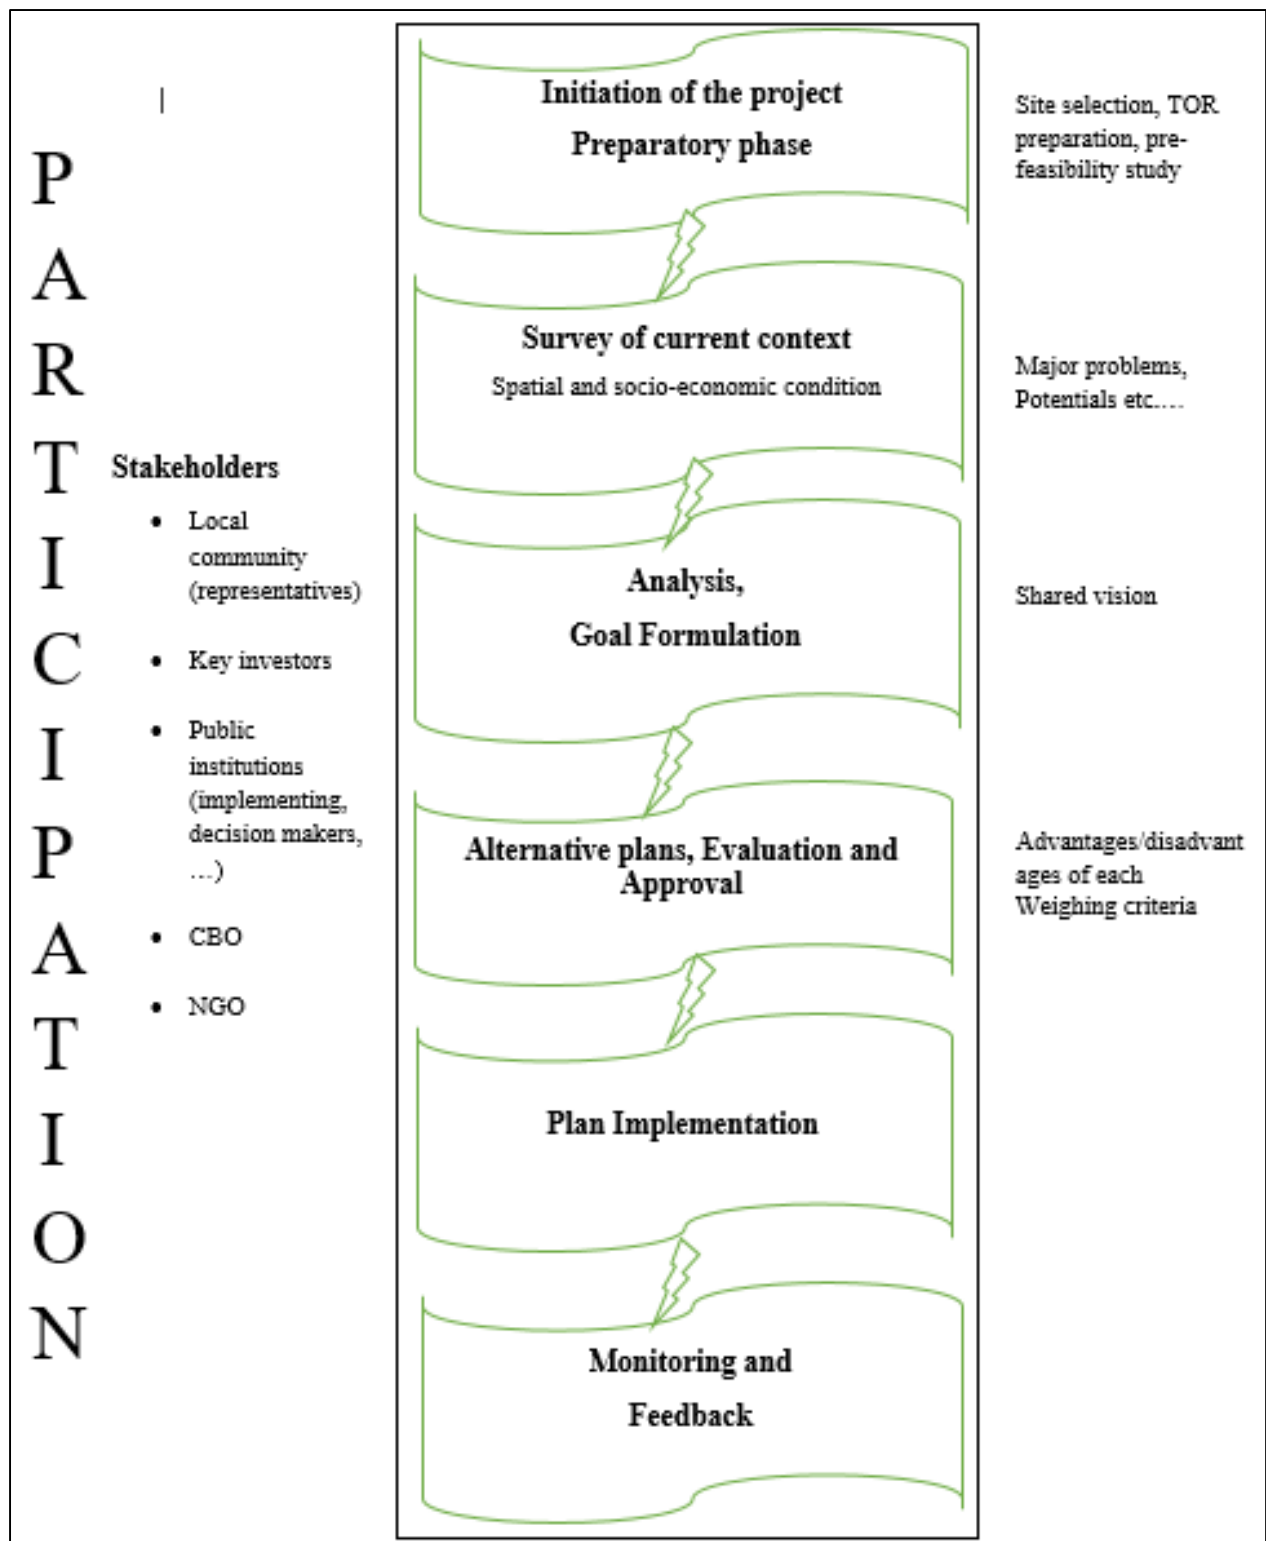 P
A
R
T
I
C
I
P
A
T
I
O
N
Stakeholders
• Local
community
(representatives)
• Key investors
• Public
institutions
(implementing,
decision makers,
…)
• CBO
• NGO
Initiation of the project
Preparatory phase
Site selection, TOR
preparation, pre-
feasibility study
Survey of current context
Spatial and socio-economic condition
Major problems,
Potentials etc.…
Analysis,
Goal Formulation
Shared vision
Alternative plans, Evaluation and
Approval
Advantages/disadvant
ages of each
Weighing criteria
Plan Implementation
Monitoring and
Feedback